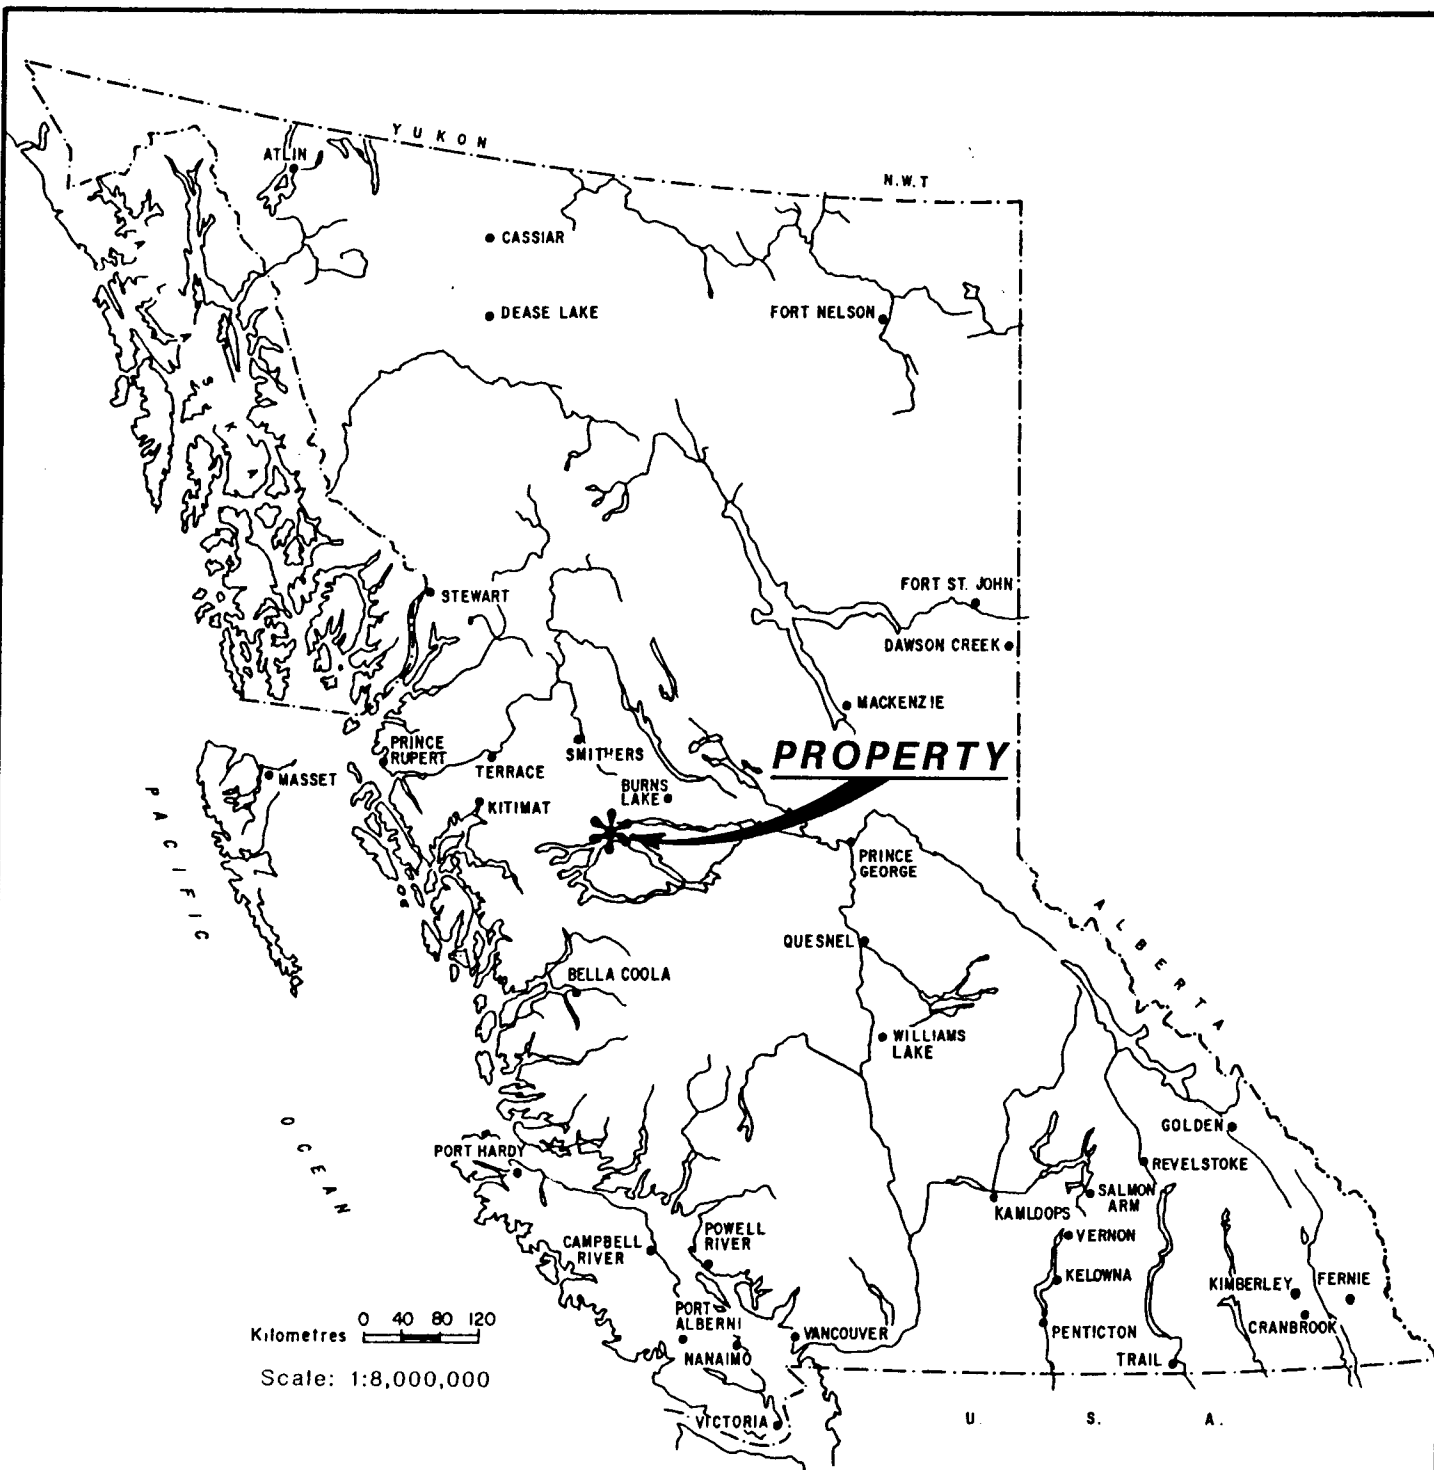 YUKON
N.W.T
ATLIN
CASSIAR
DEASE LAKE
FORT NELSON
ALASKA
FORT ST. JOHN
STEWART
DAWSON CREEK
MACKENZIE
PROPERTY
PRINCE
RUPERT
SMITHERS
TERRACE
MASSET
BURNS
LAKE
KITIMAT
PACIFIC
PRINCE
GEORGE
ALBERTA
QUESNEL
BELLA COOLA
WILLIAMS
LAKE
OCEAN
GOLDEN
PORT HARDY
REVELSTOKE
SALMON
ARM
KAMLOOPS
POWELL
RIVER
CAMPBELL
RIVER
VERNON
KELOWNA
KIMBERLEY
FERNIE
PORT
ALBERNI
0 40 80 120
Kilometres
VANCOUVER
PENTICTON
CRANBROOK
NANAIMO
TRAIL
Scale: 1:8,000,000
VICTORIA
U. S. A.